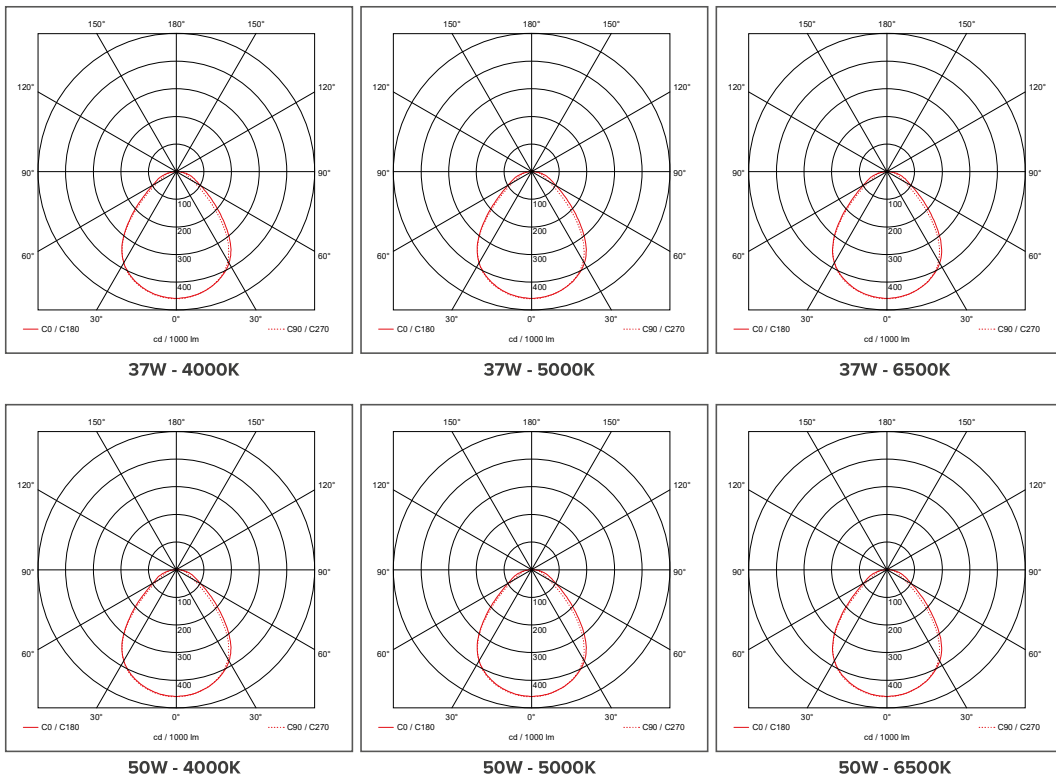 150° 180° 150°
120° 120°
90° 90°
100
200
60° 300 60°
400
30° 0° 30°
C0 / C180 C90 / C270
cd / 1000 lm
37W - 4000K
150° 180° 150°
120° 120°
90° 90°
100
200
60° 300 60°
400
30° 0° 30°
C0 / C180 C90 / C270
cd / 1000 lm
37W - 5000K
150° 180° 150°
120° 120°
90° 90°
100
200
60° 300 60°
400
30° 0° 30°
C0 / C180 C90 / C270
cd / 1000 lm
37W - 6500K
150° 180° 150°
120° 120°
90° 90°
100
200
60° 300 60°
400
30° 0° 30°
C0 / C180 C90 / C270
cd / 1000 lm
50W - 4000K
150° 180° 150°
120° 120°
90° 90°
100
200
60° 300 60°
400
30° 0° 30°
C0 / C180 C90 / C270
cd / 1000 lm
50W - 5000K
150° 180° 150°
120° 120°
90° 90°
100
200
60° 300 60°
400
30° 0° 30°
C0 / C180 C90 / C270
cd / 1000 lm
50W - 6500K